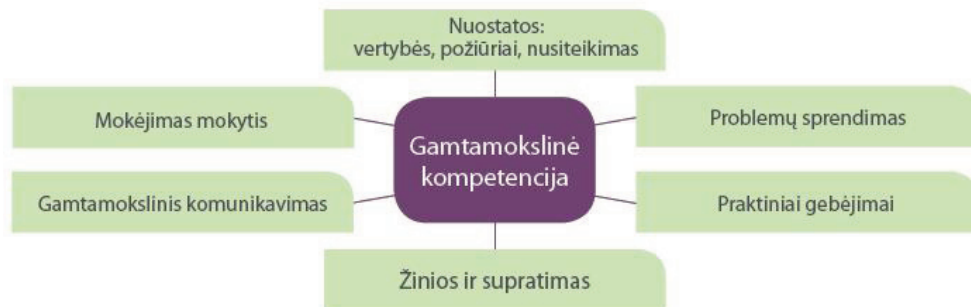 Nuostatos:
vertybės, požiūriai, nusiteikimas
Mokėjimas mokytis
Problemų sprendimas
Gamtamokslinė
kompetencija
Gamtamokslinis komunikavimas
Praktiniai gebėjimai
Žinios ir supratimas